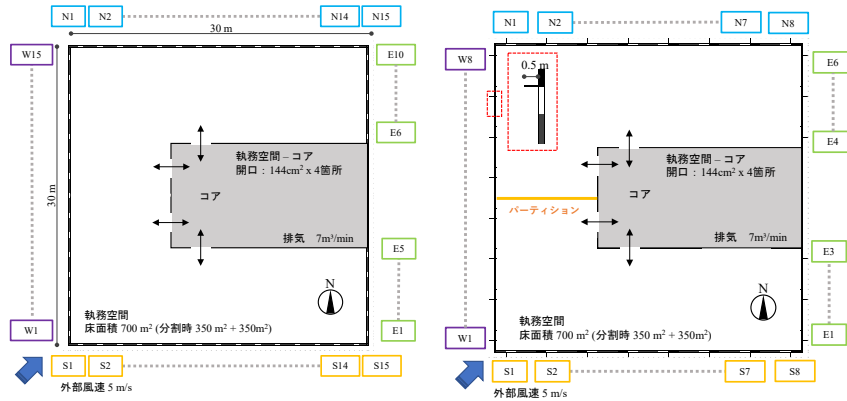 N1
N2
N14
N15
30 m
W15
E10
E6
30 m
執務空間 – コア
開口：144cm² x 4箇所
コア
排気 7m³/min
E5
N
執務空間
床面積 700 m² (分割時 350 m² + 350m²)
W1
E1
S1
S2
S14
S15
外部風速 5 m/s
N1
N2
N7
N8
W8
0.5 m
E6
E4
執務空間 – コア
開口：144cm² x 4箇所
コア
パーティション
排気 7m³/min
E3
N
執務空間
床面積 700 m² (分割時 350 m² + 350m²)
W1
E1
S1
S2
S7
S8
外部風速 5 m/s